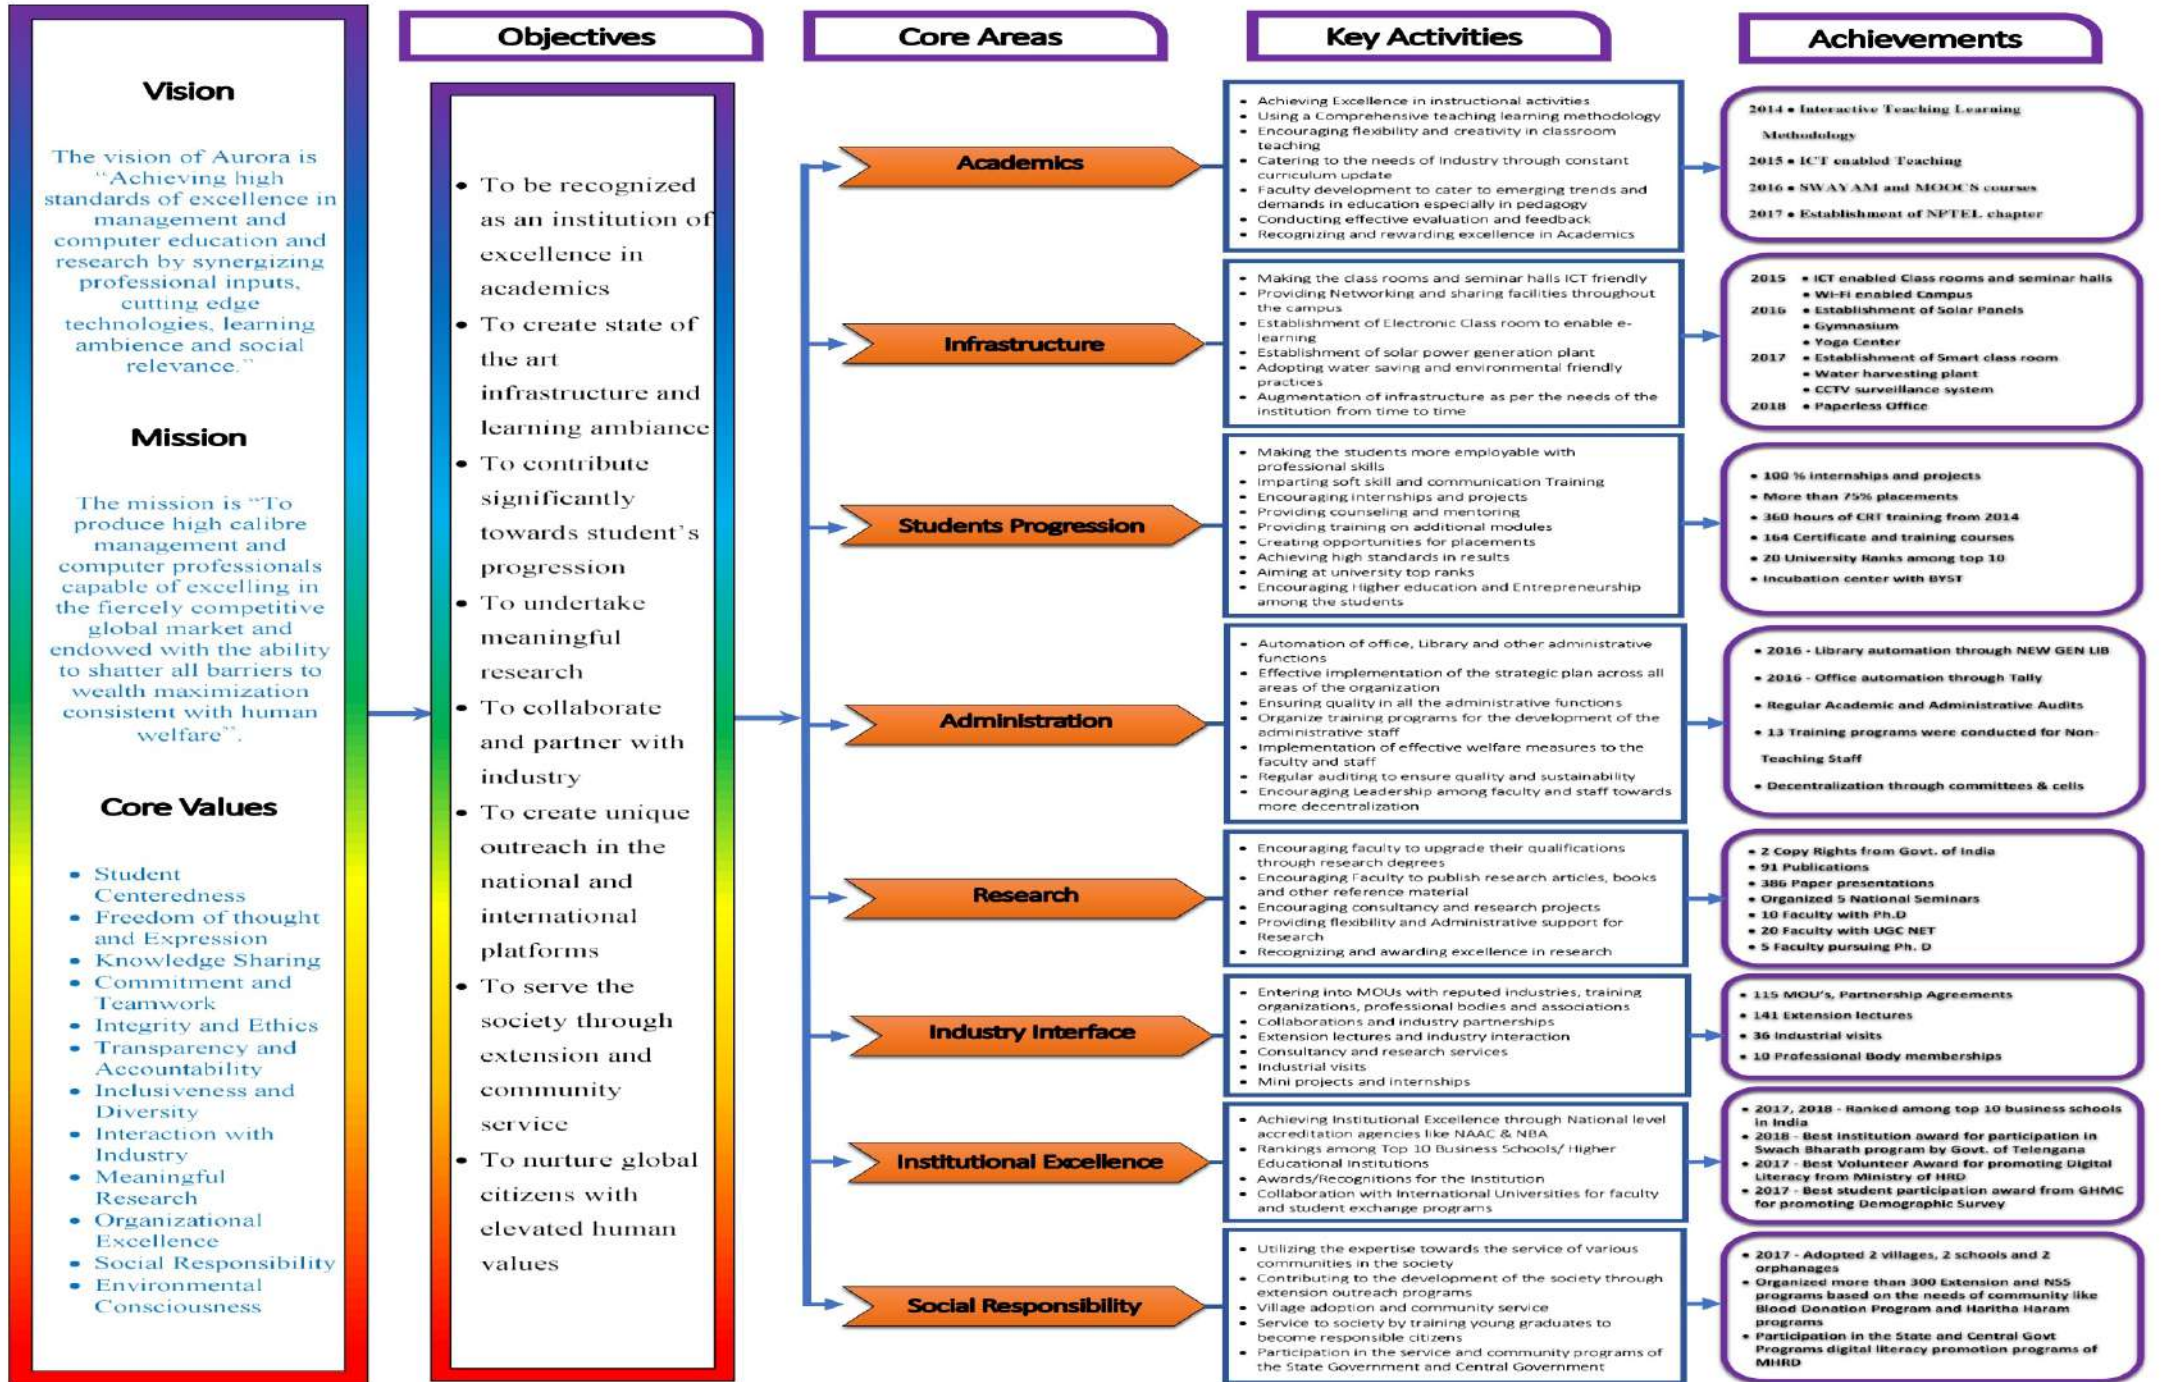 Vision
The vision of Aurora is
“Achieving high
standards of excellence in
management and
computer education and
research by synergizing
professional inputs,
cutting edge
technologies, learning
ambience and social
relevance.”
Mission
The mission is “To
produce high calibre
management and
computer professionals
capable of excelling in
the fiercely competitive
global market and
endowed with the ability
to shatter all barriers to
wealth maximization
consistent with human
welfare”.
Core Values
• Student
Centeredness
• Freedom of thought
and Expression
• Knowledge Sharing
• Commitment and
Teamwork
• Integrity and Ethics
• Transparency and
Accountability
• Inclusiveness and
Diversity
• Interaction with
Industry
• Meaningful
Research
• Organizational
Excellence
• Social Responsibility
• Environmental
Consciousness
Objectives
• To be recognized
as an institution of
excellence in
academics
• To create state of
the art
infrastructure and
learning ambiance
• To contribute
significantly
towards student’s
progression
• To undertake
meaningful
research
• To collaborate
and partner with
industry
• To create unique
outreach in the
national and
international
platforms
• To serve the
society through
extension and
community
service
• To nurture global
citizens with
elevated human
values
Core Areas
Key Activities
Achievements
Academics
• Achieving Excellence in instructional activities
• Using a Comprehensive teaching learning methodology
• Encouraging flexibility and creativity in classroom
teaching
• Catering to the needs of Industry through constant
curriculum update
• Faculty development to cater to emerging trends and
demands in education especially in pedagogy
• Conducting effective evaluation and feedback
• Recognizing and rewarding excellence in Academics
2014 • Interactive Teaching Learning
Methodology
2015 • ICT enabled Teaching
2016 • SWAYAM and MOOCS courses
2017 • Establishment of NPTEL chapter
Infrastructure
• Making the class rooms and seminar halls ICT friendly
• Providing Networking and sharing facilities throughout
the campus
• Establishment of Electronic Class room to enable e-
learning
• Establishment of solar power generation plant
• Adopting water saving and environmental friendly
practices
• Augmentation of infrastructure as per the needs of the
institution from time to time
2015 • ICT enabled Class rooms and seminar halls
• Wi-Fi enabled Campus
2016 • Establishment of Solar Panels
• Gymnasium
• Yoga Center
2017 • Establishment of Smart class room
• Water harvesting plant
• CCTV surveillance system
2018 • Paperless Office
Students Progression
• Making the students more employable with
professional skills
• Imparting soft skill and communication Training
• Encouraging internships and projects
• Providing counseling and mentoring
• Providing training on additional modules
• Creating opportunities for placements
• Achieving high standards in results
• Aiming at university top ranks
• Encouraging Higher education and Entrepreneurship
among the students
• 100 % internships and projects
• More than 75% placements
• 360 hours of CRT training from 2014
• 164 Certificate and training courses
• 20 University Ranks among top 10
• Incubation center with BYST
Administration
• Automation of office, Library and other administrative
functions
• Effective implementation of the strategic plan across all
areas of the organization
• Ensuring quality in all the administrative functions
• Organize training programs for the development of the
administrative staff
• Implementation of effective welfare measures to the
faculty and staff
• Regular auditing to ensure quality and sustainability
• Encouraging Leadership among faculty and staff towards
more decentralization
• 2016 - Library automation through NEW GEN LIB
• 2016 - Office automation through Tally
• Regular Academic and Administrative Audits
• 13 Training programs were conducted for Non-
Teaching Staff
• Decentralization through committees & cells
Research
• Encouraging faculty to upgrade their qualifications
through research degrees
• Encouraging Faculty to publish research articles, books
and other reference material
• Encouraging consultancy and research projects
• Providing flexibility and Administrative support for
Research
• Recognizing and awarding excellence in research
• 2 Copy Rights from Govt. of India
• 91 Publications
• 386 Paper presentations
• Organized 5 National Seminars
• 10 Faculty with Ph.D
• 20 Faculty with UGC NET
• 5 Faculty pursuing Ph. D
Industry Interface
• Entering into MOUs with reputed industries, training
organizations, professional bodies and associations
• Collaborations and industry partnerships
• Extension lectures and industry interaction
• Consultancy and research services
• Industrial visits
• Mini projects and internships
• 115 MOU’s, Partnership Agreements
• 141 Extension lectures
• 36 Industrial visits
• 10 Professional Body memberships
Institutional Excellence
• Achieving Institutional Excellence through National level
accreditation agencies like NAAC & NBA
• Rankings among Top 10 Business Schools/ Higher
Educational Institutions
• Awards/Recognitions for the Institution
• Collaboration with International Universities for faculty
and student exchange programs
• 2017, 2018 - Ranked among top 10 business schools
in India
• 2018 - Best institution award for participation in
Swach Bharath program by Govt. of Telengana
• 2017 - Best Volunteer Award for promoting Digital
Literacy from Ministry of HRD
• 2017 - Best student participation award from GHMC
for promoting Demographic Survey
Social Responsibility
• Utilizing the expertise towards the service of various
communities in the society
• Contributing to the development of the society through
extension outreach programs
• Village adoption and community service
• Service to society by training young graduates to
become responsible citizens
• Participation in the service and community programs of
the State Government and Central Government
• 2017 - Adopted 2 villages, 2 schools and 2
orphanages
• Organized more than 300 Extension and NSS
programs based on the needs of community like
Blood Donation Program and Haritha Haram
programs
• Participation in the State and Central Govt
Programs digital literacy promotion programs of
MHRD